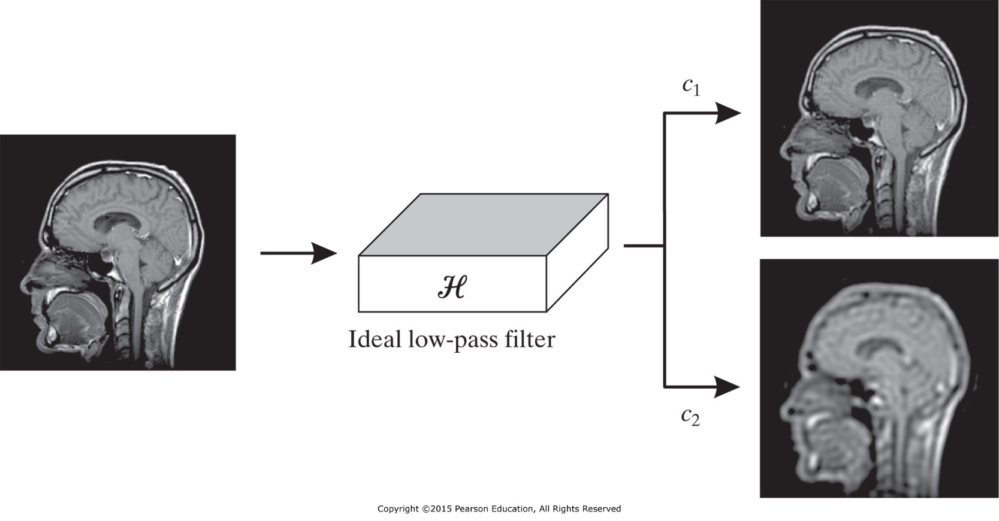 c1
ℋ
Ideal low-pass filter
c2
Copyright ©2015 Pearson Education, All Rights Reserved